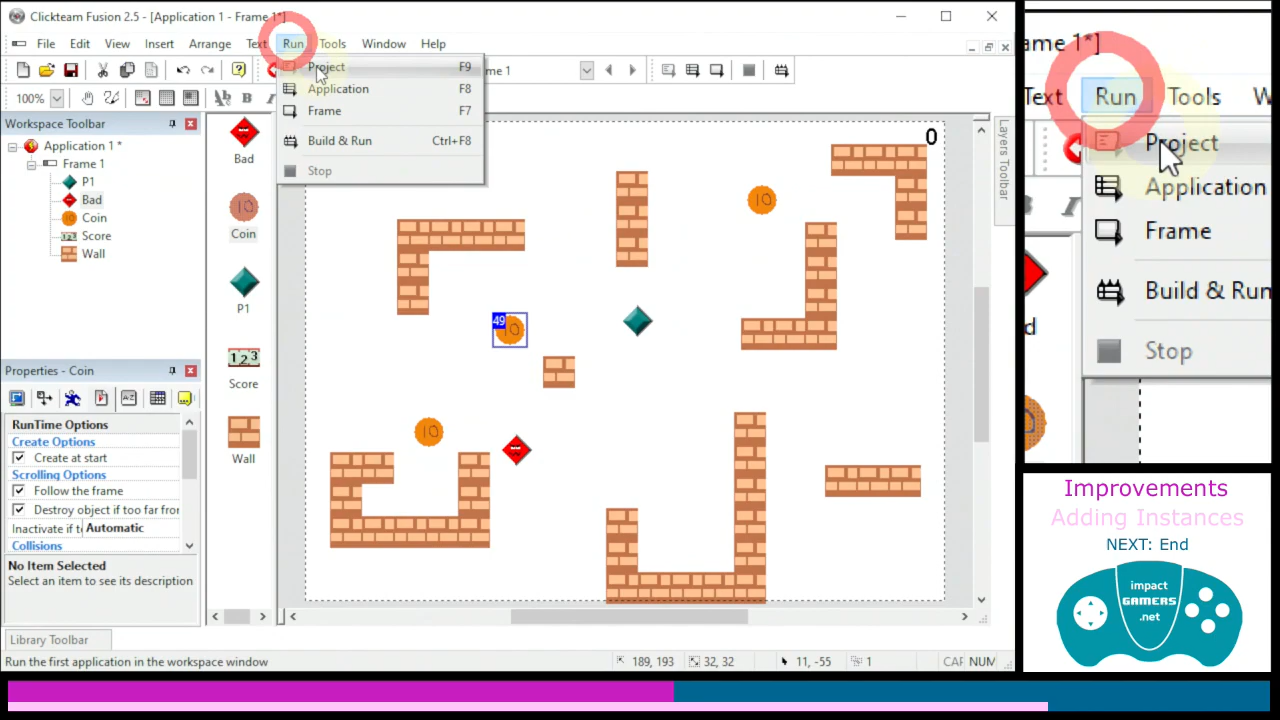 Clickteam Fusion 2.5 - [Application 1 - Frame 1*]
File Edit View Insert Arrange Text Run Tools Window Help
me 1
100% B I
Project F9
Application F8
Frame F7
Build & Run Ctrl+F8
Stop
Workspace Toolbar
Application 1 *
Frame 1
P1
Bad
Coin
Score
Wall
Bad
10
Coin
P1
123
Score
Wall
0
10
49
10
10
Layers Toolbar
Properties - Coin
A-Z
RunTime Options
Create Options
Create at start
Scrolling Options
Follow the frame
Destroy object if too far fron
Inactivate if to Automatic
Collisions
No Item Selected
Select an item to see its description
Library Toolbar
Run the first application in the workspace window
189, 193 32, 32 11, -55 1 CAP NUM
ame 1*]
Text Run Tools W
Project
Application
Frame
Build & Run
Stop
Improvements
Adding Instances
NEXT: End
impact
GAMERS
.net